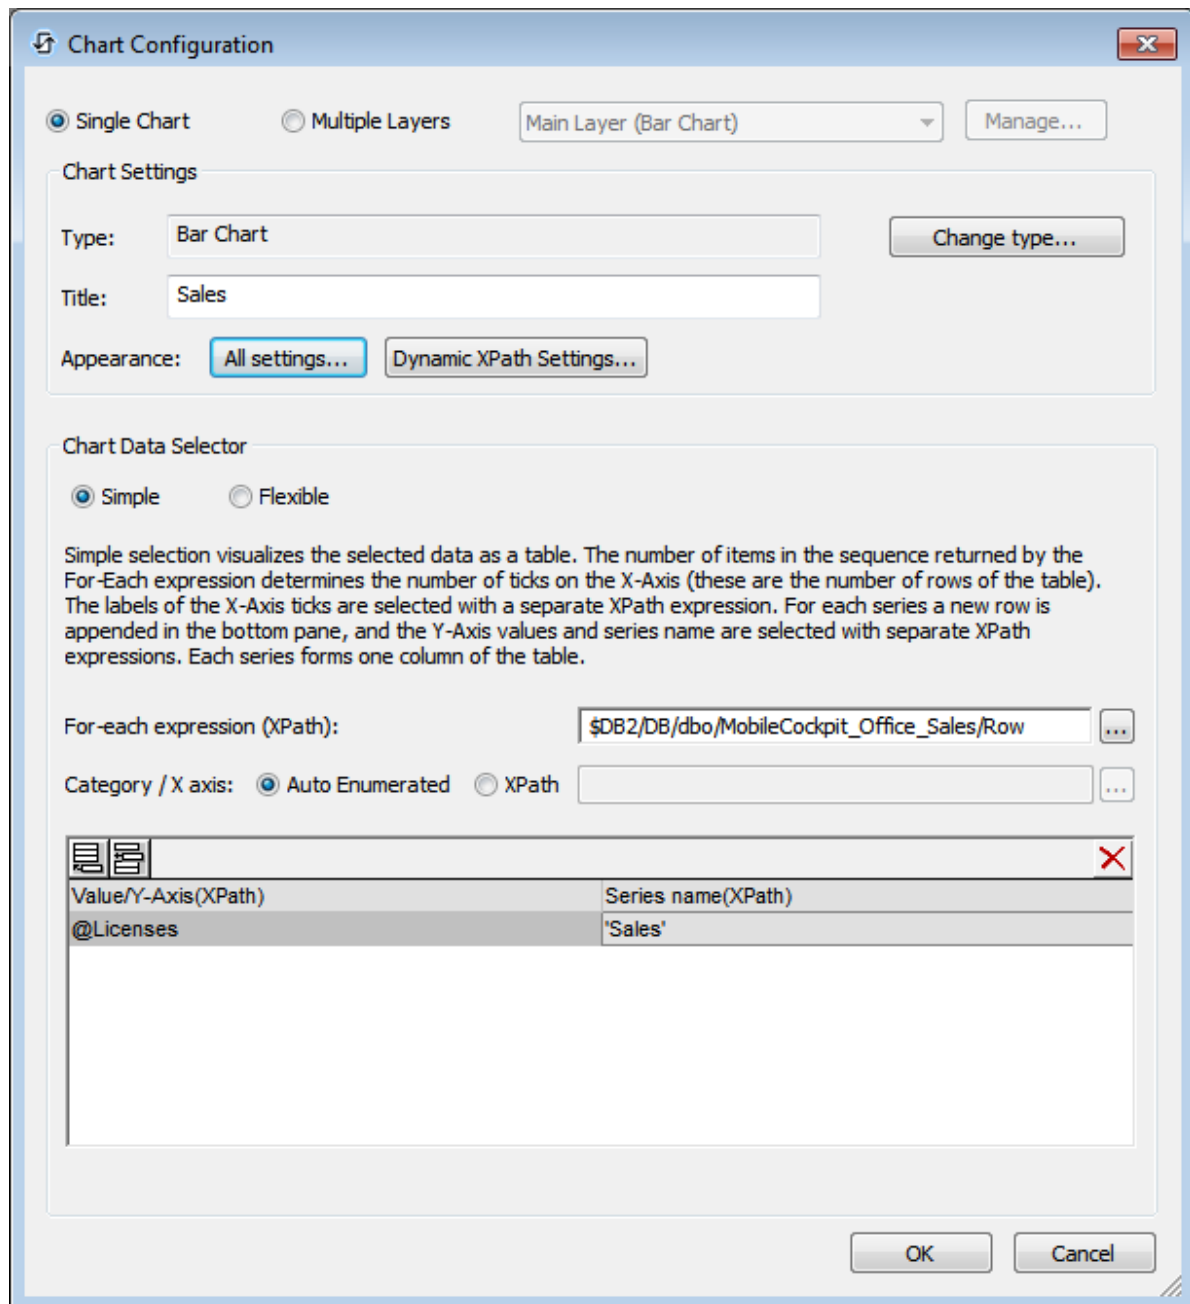 Chart Configuration
Single Chart Multiple Layers Main Layer (Bar Chart) Manage...
Chart Settings
Type: Bar Chart Change type...
Title: Sales
Appearance: All settings... Dynamic XPath Settings...
Chart Data Selector
Simple Flexible
Simple selection visualizes the selected data as a table. The number of items in the sequence returned by the
For-Each expression determines the number of ticks on the X-Axis (these are the number of rows of the table).
The labels of the X-Axis ticks are selected with a separate XPath expression. For each series a new row is
appended in the bottom pane, and the Y-Axis values and series name are selected with separate XPath
expressions. Each series forms one column of the table.
For-each expression (XPath): $DB2/DB/dbo/MobileCockpit_Office_Sales/Row ...
Category / X axis: Auto Enumerated XPath ...
Value/Y-Axis(XPath) Series name(XPath)
@Licenses 'Sales'
OK Cancel